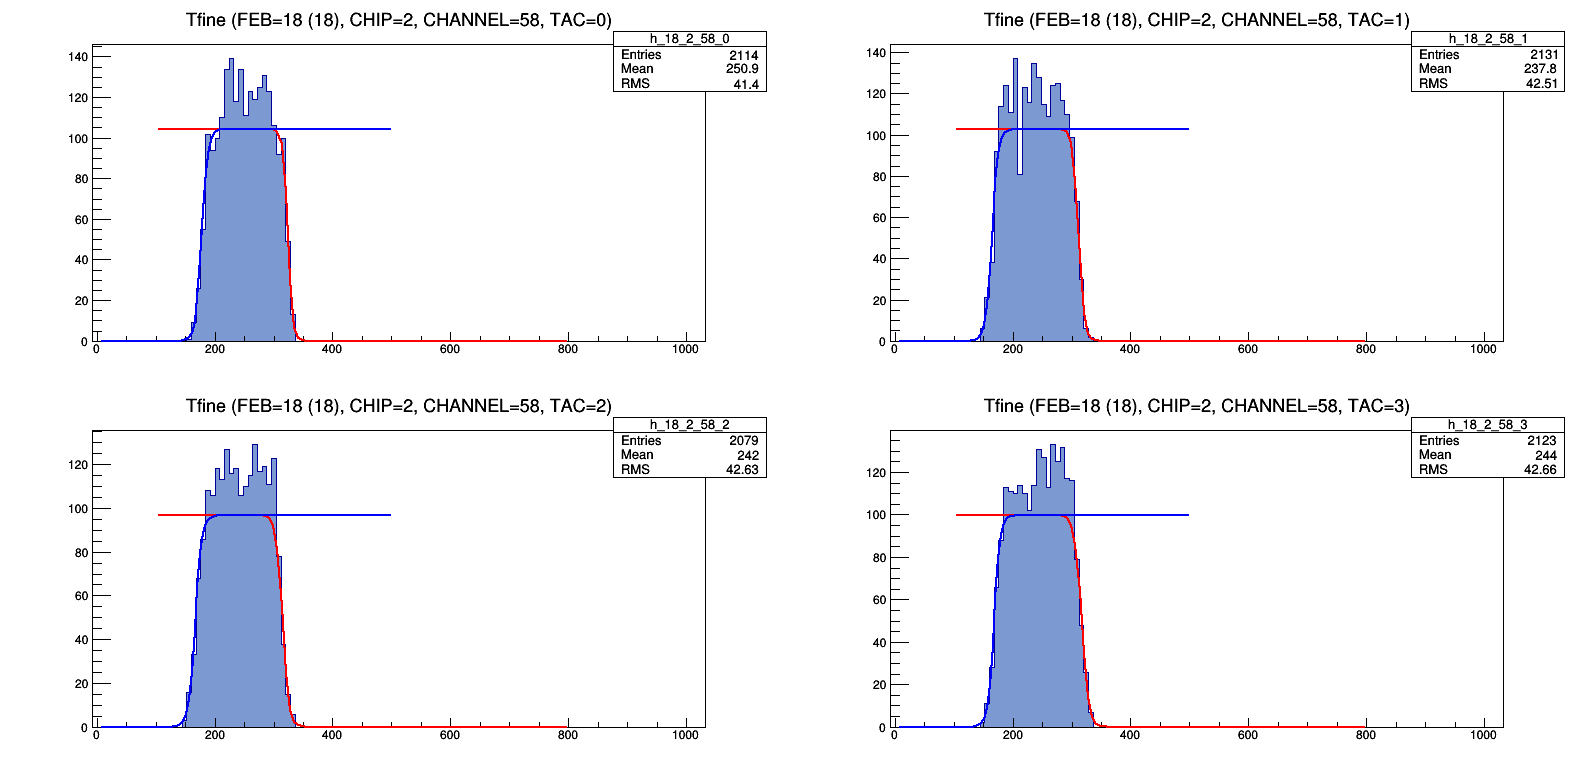 Tfine (FEB=18 (18), CHIP=2, CHANNEL=58, TAC=0)
h_18_2_58_0
Entries 2114
Mean 250.9
RMS 41.4
140
120
100
80
60
40
20
0
0 200 400 600 800 1000
Tfine (FEB=18 (18), CHIP=2, CHANNEL=58, TAC=1)
h_18_2_58_1
Entries 2131
Mean 237.8
RMS 42.51
140
120
100
80
60
40
20
0
0 200 400 600 800 1000
Tfine (FEB=18 (18), CHIP=2, CHANNEL=58, TAC=2)
h_18_2_58_2
Entries 2079
Mean 242
RMS 42.63
120
100
80
60
40
20
0
0 200 400 600 800 1000
Tfine (FEB=18 (18), CHIP=2, CHANNEL=58, TAC=3)
h_18_2_58_3
Entries 2123
Mean 244
RMS 42.66
120
100
80
60
40
20
0
0 200 400 600 800 1000